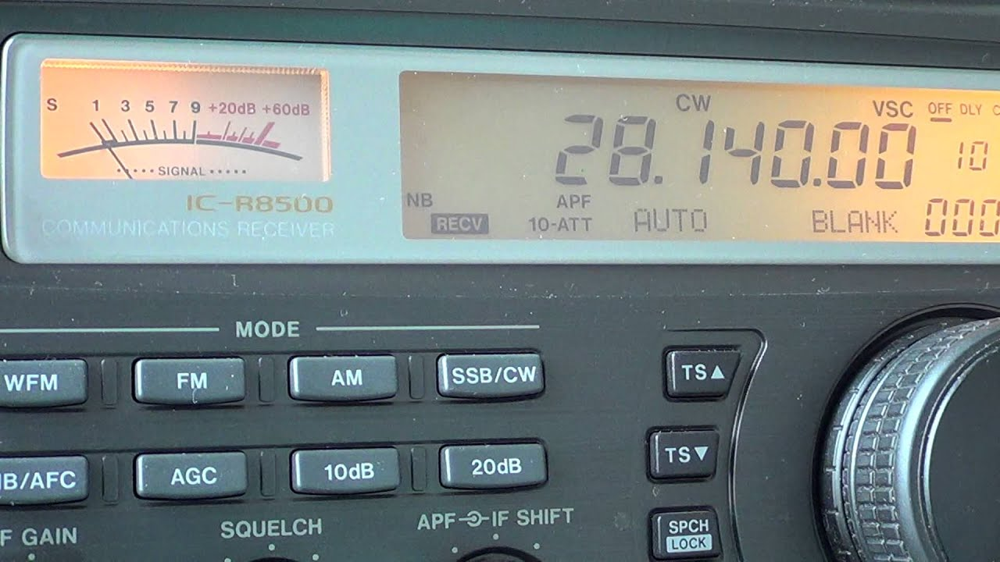 S 1 3 5 7 9 +20dB +60dB
SIGNAL
IC-R8500
COMMUNICATIONS RECEIVER
CW VSC OFF DLY
28.140.00 10
NB APF
RECV 10-ATT AUTO BLANK 000
MODE
WFM FM AM SSB/CW TS▲
AGC 10dB 20dB TS▼
/AFC
SQUELCH APF IF SHIFT SPCH
LOCK
GAIN